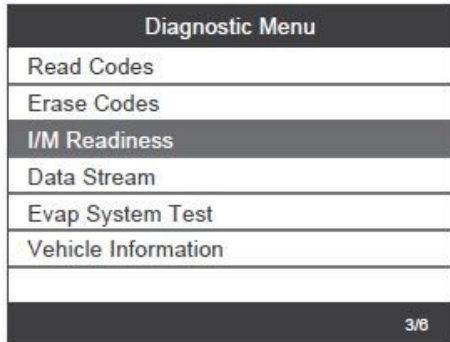 Diagnostic Menu
Read Codes
Erase Codes
I/M Readiness
Data Stream
Evap System Test
Vehicle Information
3/6